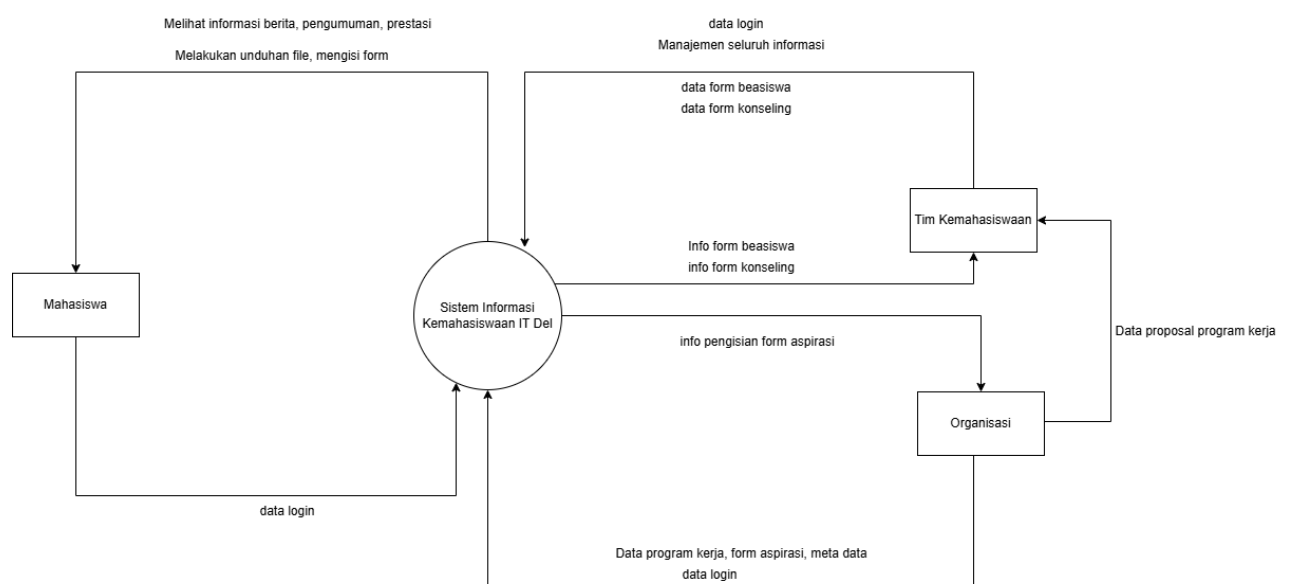 Melihat informasi berita, pengumuman, prestasi
Melakukan unduhan file, mengisi form
data login
Manajemen seluruh informasi
data form beasiswa
data form konseling
Tim Kemahasiswaan
Info form beasiswa
info form konseling
Mahasiswa
Sistem Informasi
Kemahasiswaan IT Del
info pengisian form aspirasi
Data proposal program kerja
Organisasi
data login
Data program kerja, form aspirasi, meta data
data login